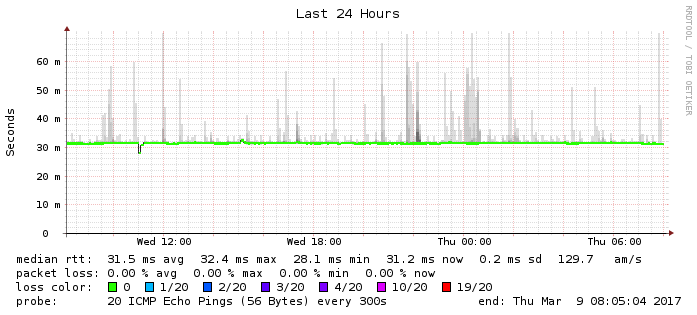 Last 24 Hours
RRDTOOL / TOBI OETIKER
Seconds
60 m
50 m
40 m
30 m
20 m
10 m
0
Wed 12:00 Wed 18:00 Thu 00:00 Thu 06:00
median rtt: 31.5 ms avg 32.4 ms max 28.1 ms min 31.2 ms now 0.2 ms sd 129.7 am/s
packet loss: 0.00 % avg 0.00 % max 0.00 % min 0.00 % now
loss color: 0 1/20 2/20 3/20 4/20 10/20 19/20
probe: 20 ICMP Echo Pings (56 Bytes) every 300s end: Thu Mar 9 08:05:04 2017